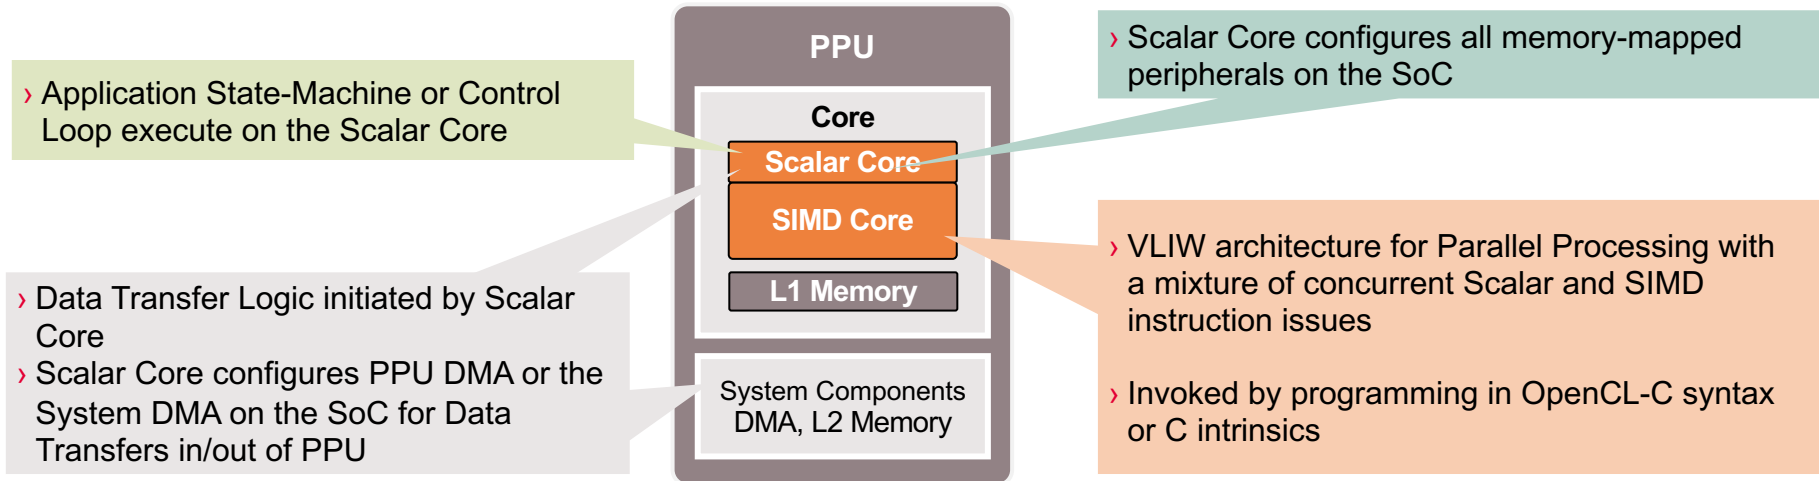 › Application State-Machine or Control
Loop execute on the Scalar Core
› Data Transfer Logic initiated by Scalar
Core
› Scalar Core configures PPU DMA or the
System DMA on the SoC for Data
Transfers in/out of PPU
PPU
Core
Scalar Core
SIMD Core
L1 Memory
System Components
DMA, L2 Memory
› Scalar Core configures all memory-mapped
peripherals on the SoC
› VLIW architecture for Parallel Processing with
a mixture of concurrent Scalar and SIMD
instruction issues
› Invoked by programming in OpenCL-C syntax
or C intrinsics